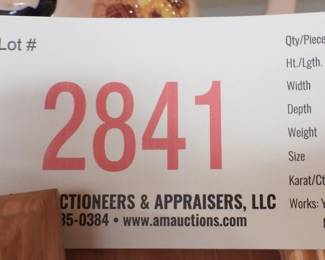 Lot #
2841
CTIONEERS & APPRAISERS, LLC
35-0384 • www.amauctions.com
Qty/Piece
Ht./Lgth.
Width
Depth
Weight
Size
Karat/Ct
Works: Y